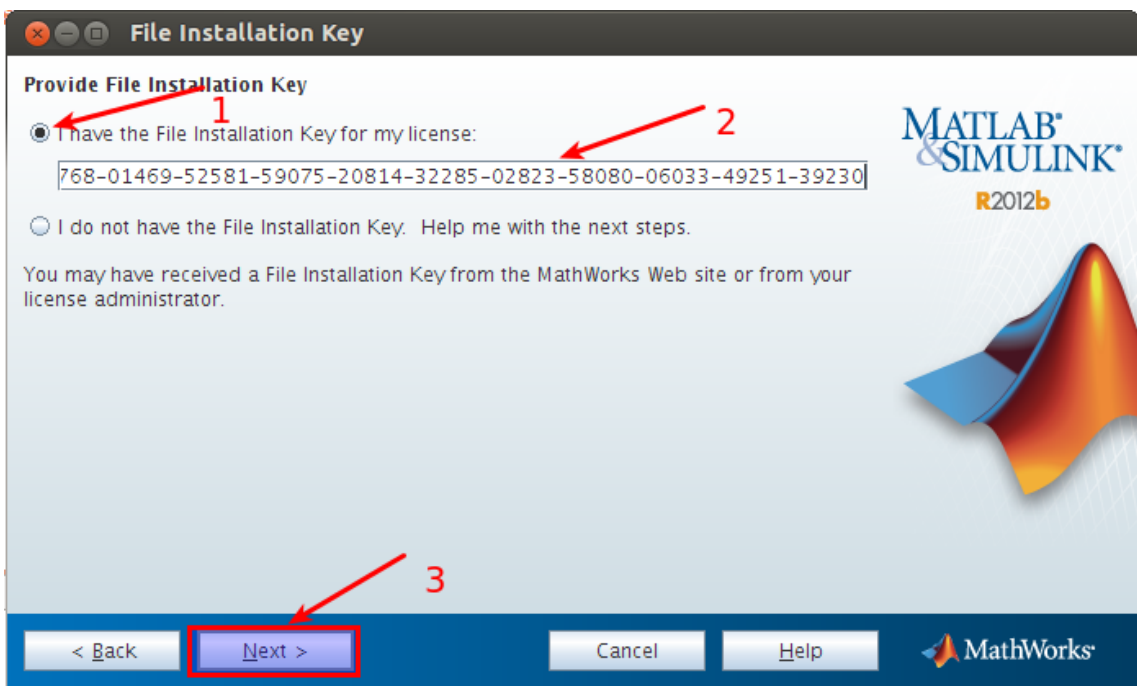 File Installation Key
Provide File Installation Key
1
I have the File Installation Key for my license:
2
768-01469-52581-59075-20814-32285-02823-58080-06033-49251-39230
I do not have the File Installation Key. Help me with the next steps.
You may have received a File Installation Key from the MathWorks Web site or from your
license administrator.
MATLAB®
&SIMULINK®
R2012b
3
< Back
Next >
Cancel
Help
MathWorks®